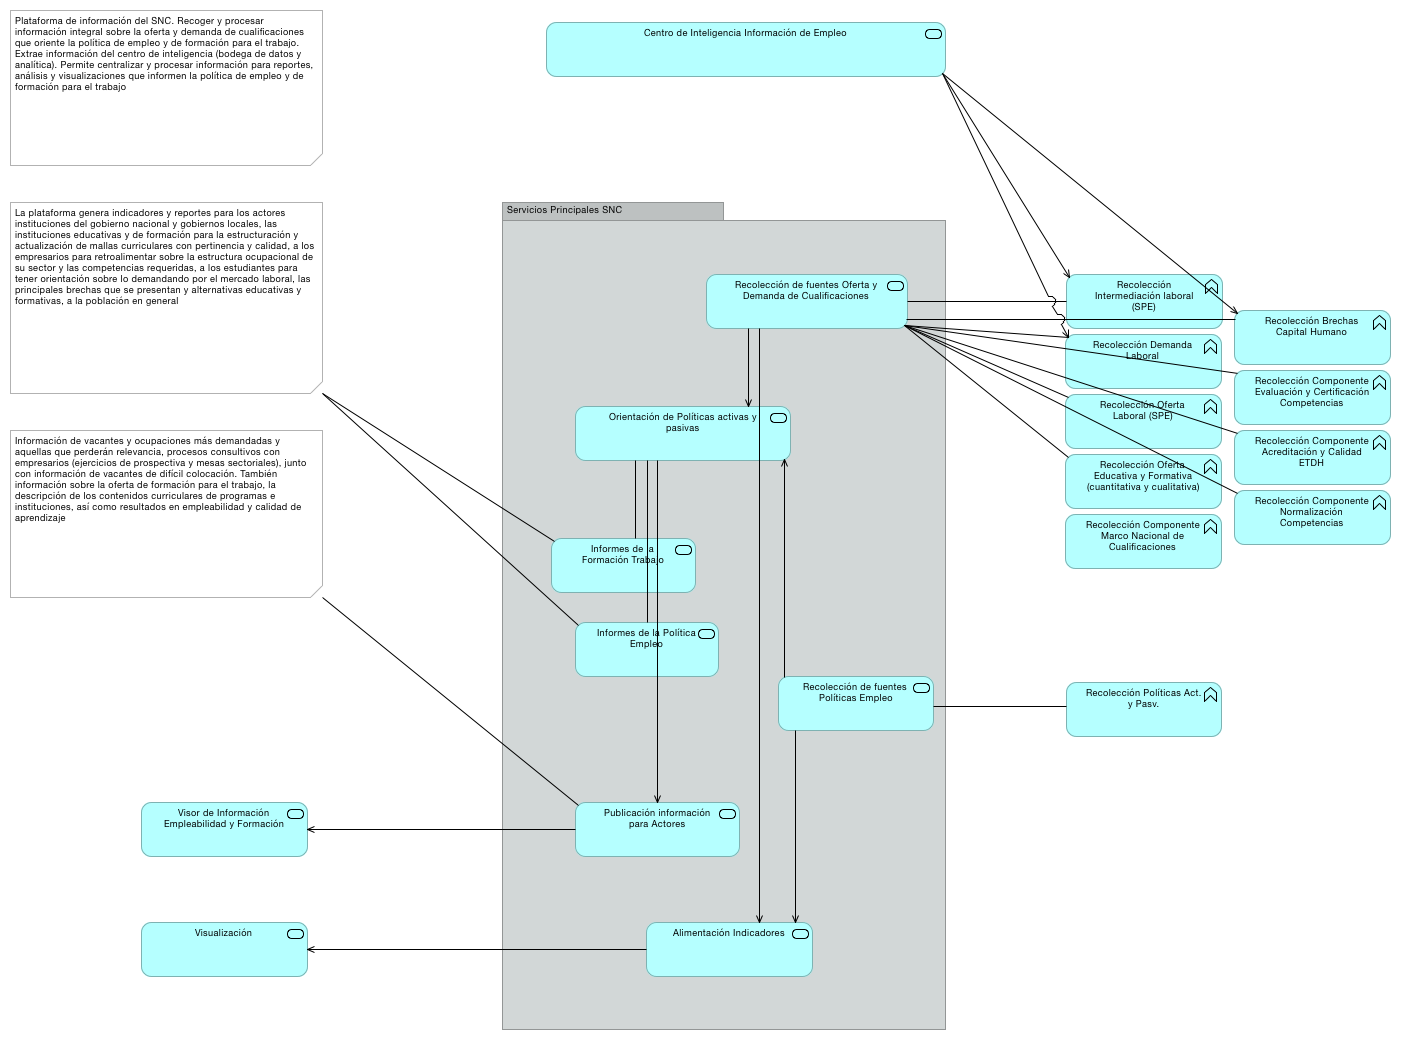 Plataforma de información del SNC. Recoger y procesar
información integral sobre la oferta y demanda de cualificaciones
que oriente la política de empleo y de formación para el trabajo.
Extrae información del centro de inteligencia (bodega de datos y
analítica). Permite centralizar y procesar información para reportes,
análisis y visualizaciones que informen la política de empleo y de
formación para el trabajo
Centro de Inteligencia Información de Empleo
La plataforma genera indicadores y reportes para los actores
instituciones del gobierno nacional y gobiernos locales, las
instituciones educativas y de formación para la estructuración y
actualización de mallas curriculares con pertinencia y calidad, a los
empresarios para retroalimentar sobre la estructura ocupacional de
su sector y las competencias requeridas, a los estudiantes para
tener orientación sobre lo demandando por el mercado laboral, las
principales brechas que se presentan y alternativas educativas y
formativas, a la población en general
Información de vacantes y ocupaciones más demandadas y
aquellas que perderán relevancia, procesos consultivos con
empresarios (ejercicios de prospectiva y mesas sectoriales), junto
con información de vacantes de difícil colocación. También
información sobre la oferta de formación para el trabajo, la
descripción de los contenidos curriculares de programas e
instituciones, así como resultados en empleabilidad y calidad de
aprendizaje
Servicios Principales SNC
Recolección de fuentes Oferta y
Demanda de Cualificaciones
Orientación de Políticas activas y
pasivas
Informes de la
Formación Trabajo
Informes de la Política
Empleo
Recolección de fuentes
Políticas Empleo
Publicación información
para Actores
Alimentación Indicadores
Visor de Información
Empleabilidad y Formación
Visualización
Recolección
Intermediación laboral
(SPE)
Recolección Demanda
Laboral
Recolección Oferta
Laboral (SPE)
Recolección Oferta
Educativa y Formativa
(cuantitativa y cualitativa)
Recolección Componente
Marco Nacional de
Cualificaciones
Recolección Brechas
Capital Humano
Recolección Componente
Evaluación y Certificación
Competencias
Recolección Componente
Acreditación y Calidad
ETDH
Recolección Componente
Normalización
Competencias
Recolección Políticas Act.
y Pasv.